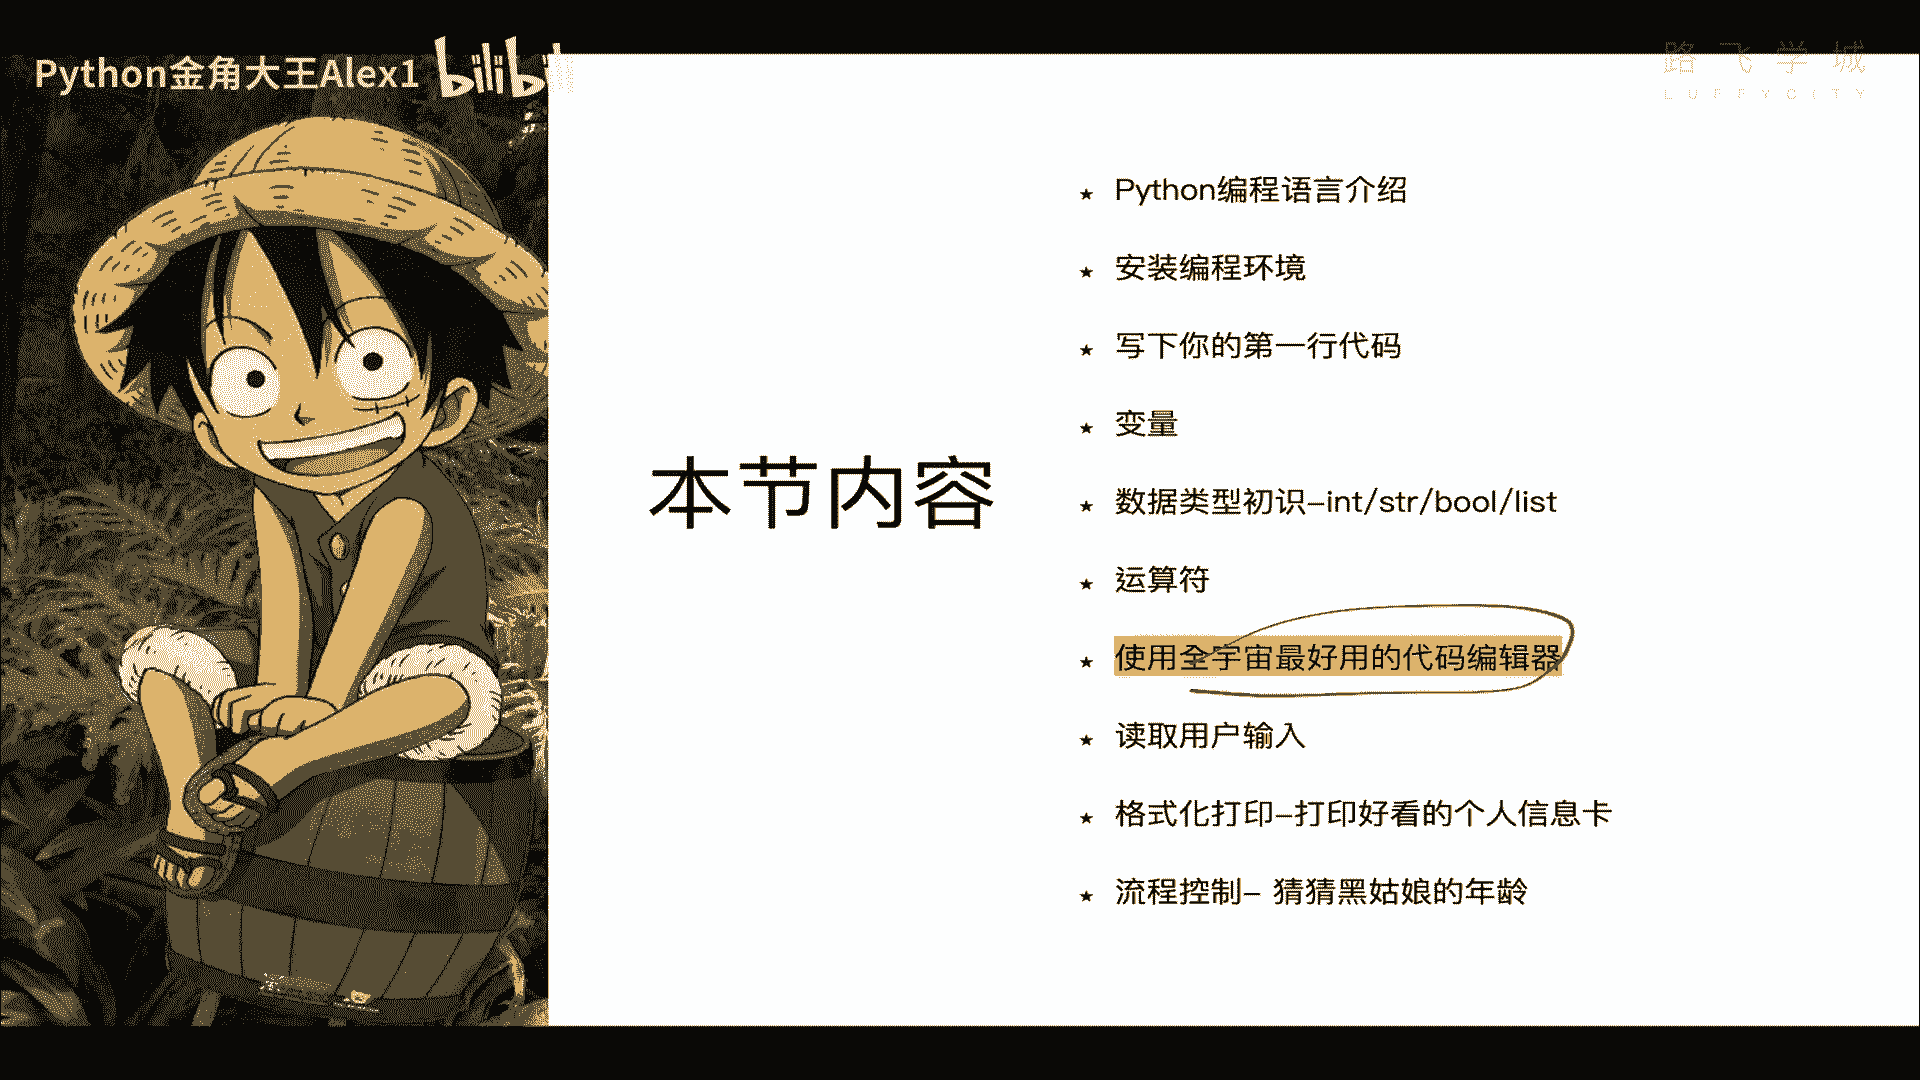 Python金角大王Alex1 bilibili
路飞学城
LUFFYCITY
本节内容
★ Python编程语言介绍
★ 安装编程环境
★ 写下你的第一行代码
★ 变量
★ 数据类型初识–int/str/bool/list
★ 运算符
★ 使用全宇宙最好用的代码编辑器
★ 读取用户输入
★ 格式化打印–打印好看的个人信息卡
★ 流程控制– 猜猜黑姑娘的年龄